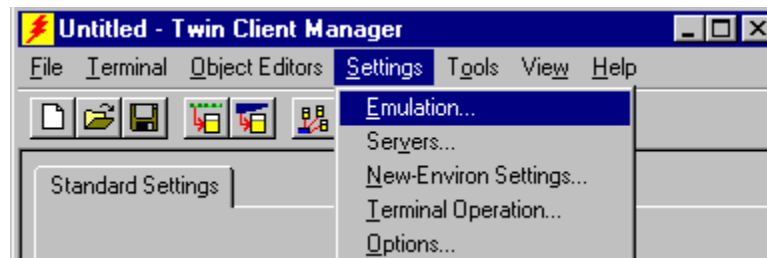 Untitled - Twin Client Manager
File Terminal Object Editors Settings Tools View Help
Emulation...
Servers...
Standard Settings
New-Environ Settings...
Terminal Operation...
Options...